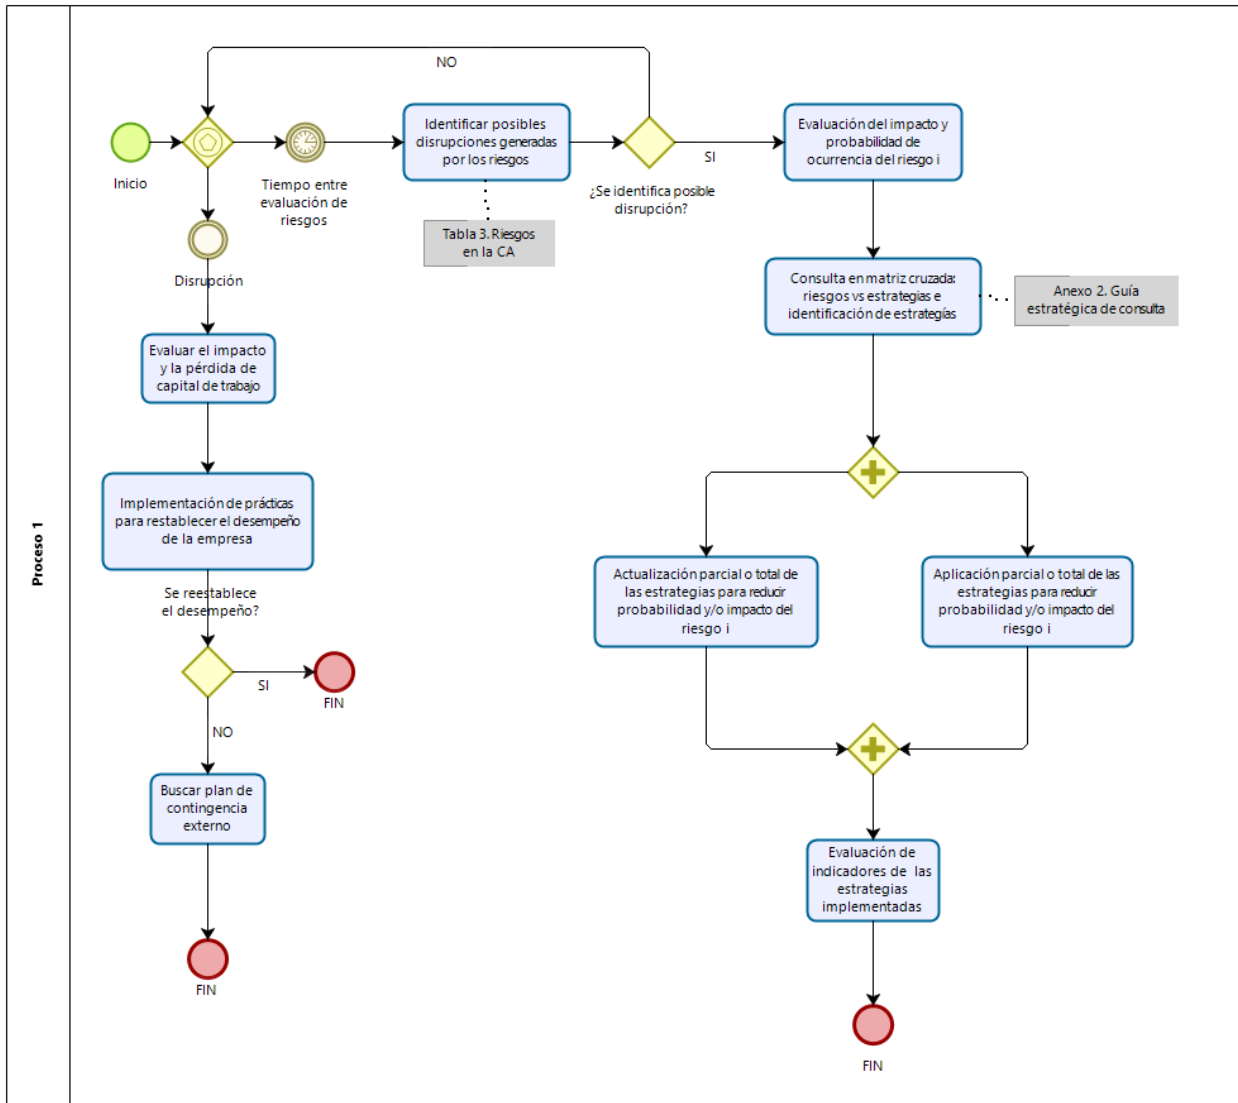 Proceso 1
NO
Inicio
Tiempo entre
evaluación de
riesgos
Identificar posibles
disrupciones generadas
por los riesgos
Tabla 3. Riesgos
en la CA
¿Se identifica posible
disrupción?
SI
Evaluación del impacto y
probabilidad de
ocurrencia del riesgo i
Disrupción
Consulta en matriz cruzada:
riesgos vs estrategias e
identificación de estrategías
Anexo 2. Guía
estratégica de consulta
Evaluar el impacto
y la pérdida de
capital de trabajo
Implementación de prácticas
para restablecer el desempeño
de la empresa
Se reestablece
el desempeño?
SI
FIN
NO
Buscar plan de
contingencia
externo
FIN
Actualización parcial o total de
las estrategias para reducir
probabilidad y/o impacto del
riesgo i
Aplicación parcial o total de las
estrategias para reducir
probabilidad y/o impacto del
riesgo i
Evaluación de
indicadores de las
estrategias
implementadas
FIN